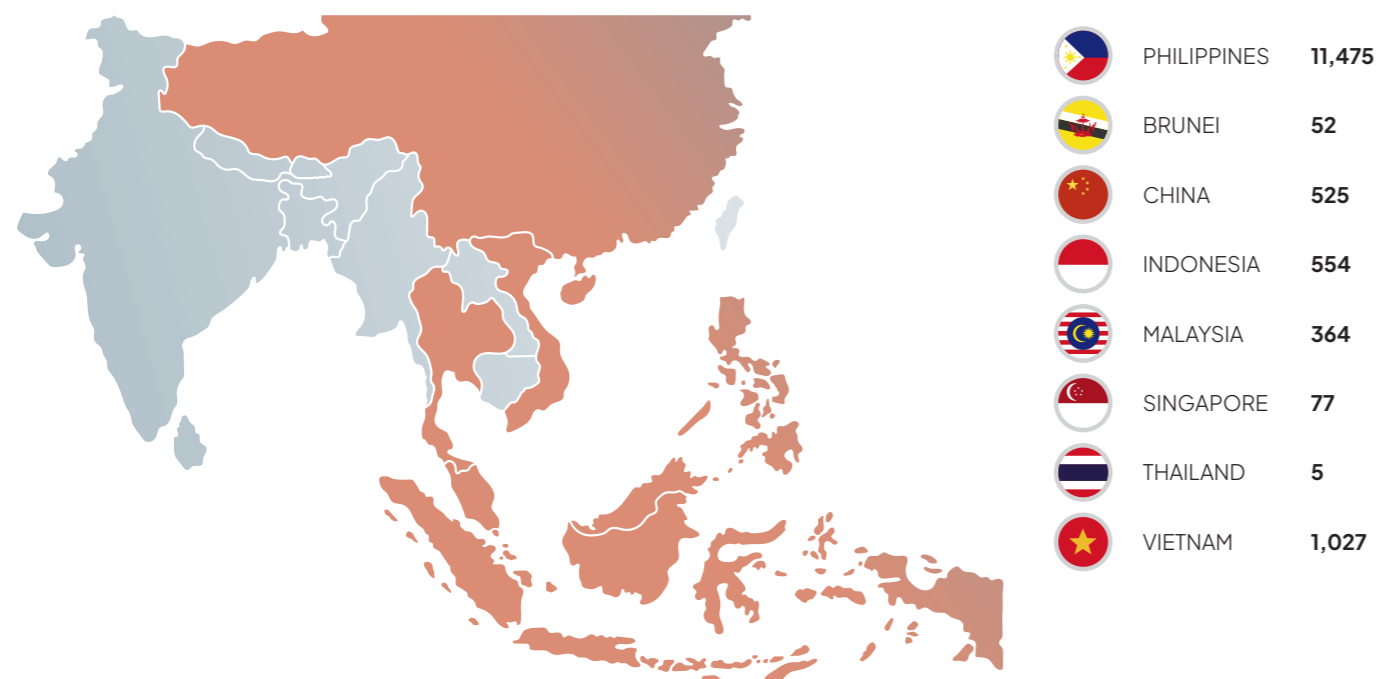 PHILIPPINES 11,475
BRUNEI 52
CHINA 525
INDONESIA 554
MALAYSIA 364
SINGAPORE 77
THAILAND 5
VIETNAM 1,027